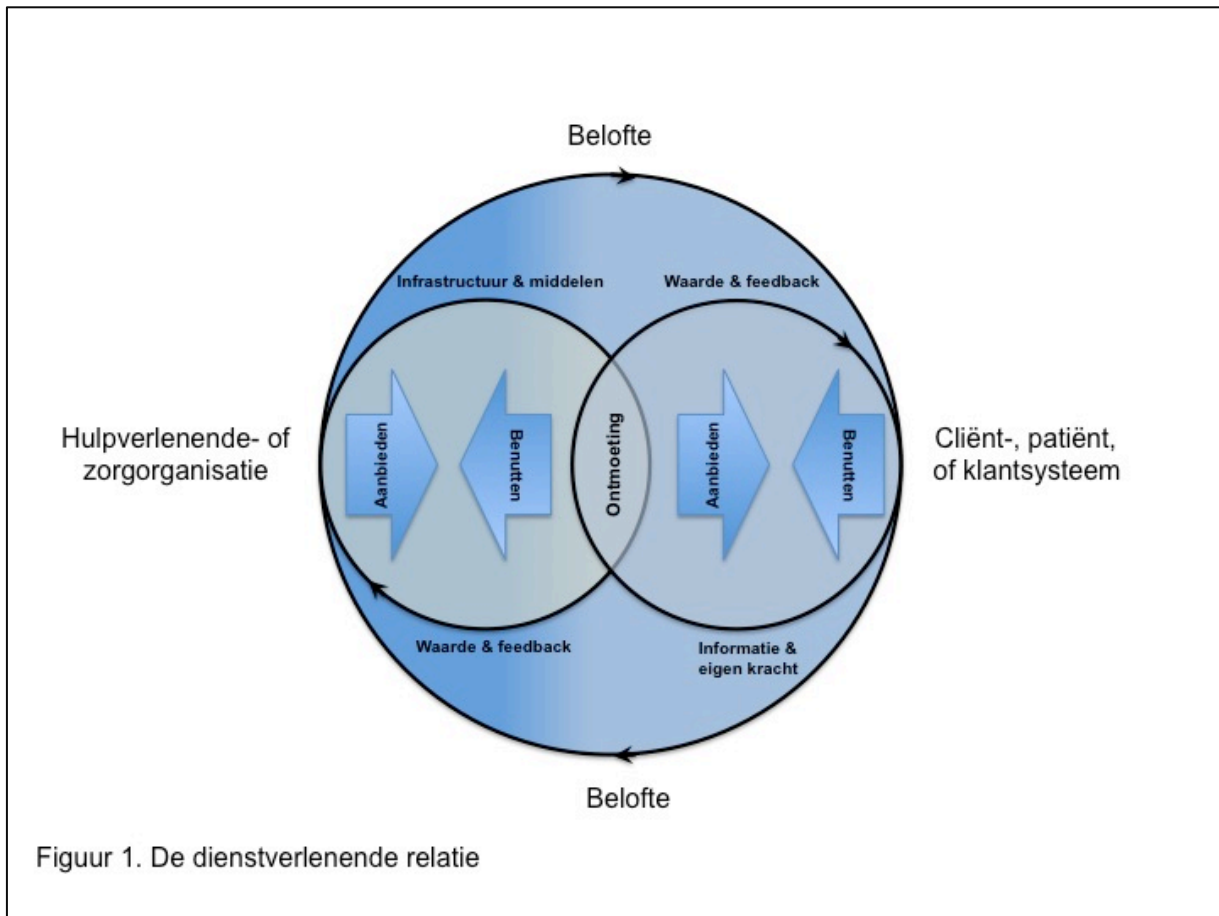 Belofte
Infrastructuur & middelen
Waarde & feedback
Hulpverlenende- of
zorgorganisatie
Aanbieden
Benutten
Ontmoeting
Aanbieden
Benutten
Cliënt-, patiënt,
of klantsysteem
Waarde & feedback
Informatie &
eigen kracht
Belofte
Figuur 1. De dienstverlenende relatie